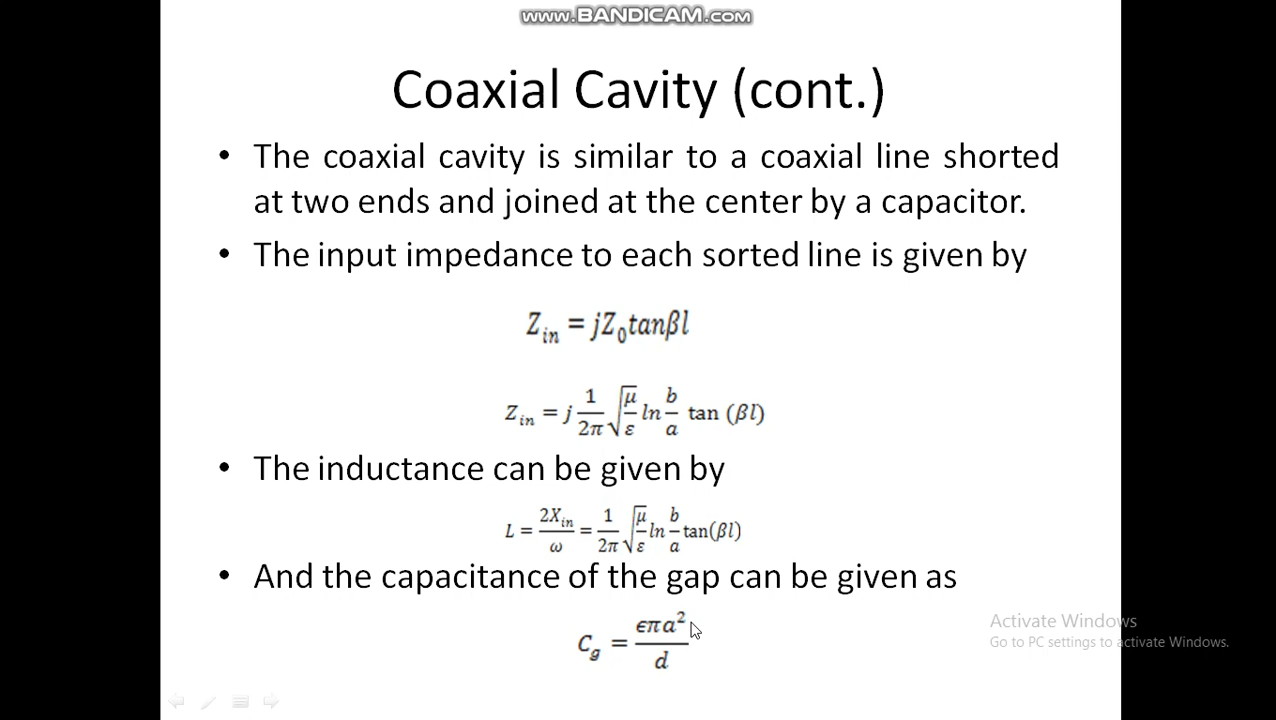 www.BANDICAM.com
Coaxial Cavity (cont.)
• The coaxial cavity is similar to a coaxial line shorted
at two ends and joined at the center by a capacitor.
• The input impedance to each sorted line is given by
Z_in = jZ_0tanβl
Z_in = j 1/2π √μ/ε ln b/a tan (βl)
• The inductance can be given by
L = 2X_in/ω = 1/2π √μ/ε ln b/a tan(βl)
• And the capacitance of the gap can be given as
C_g = ϵπa²/d
Activate Windows
Go to PC settings to activate Windows.